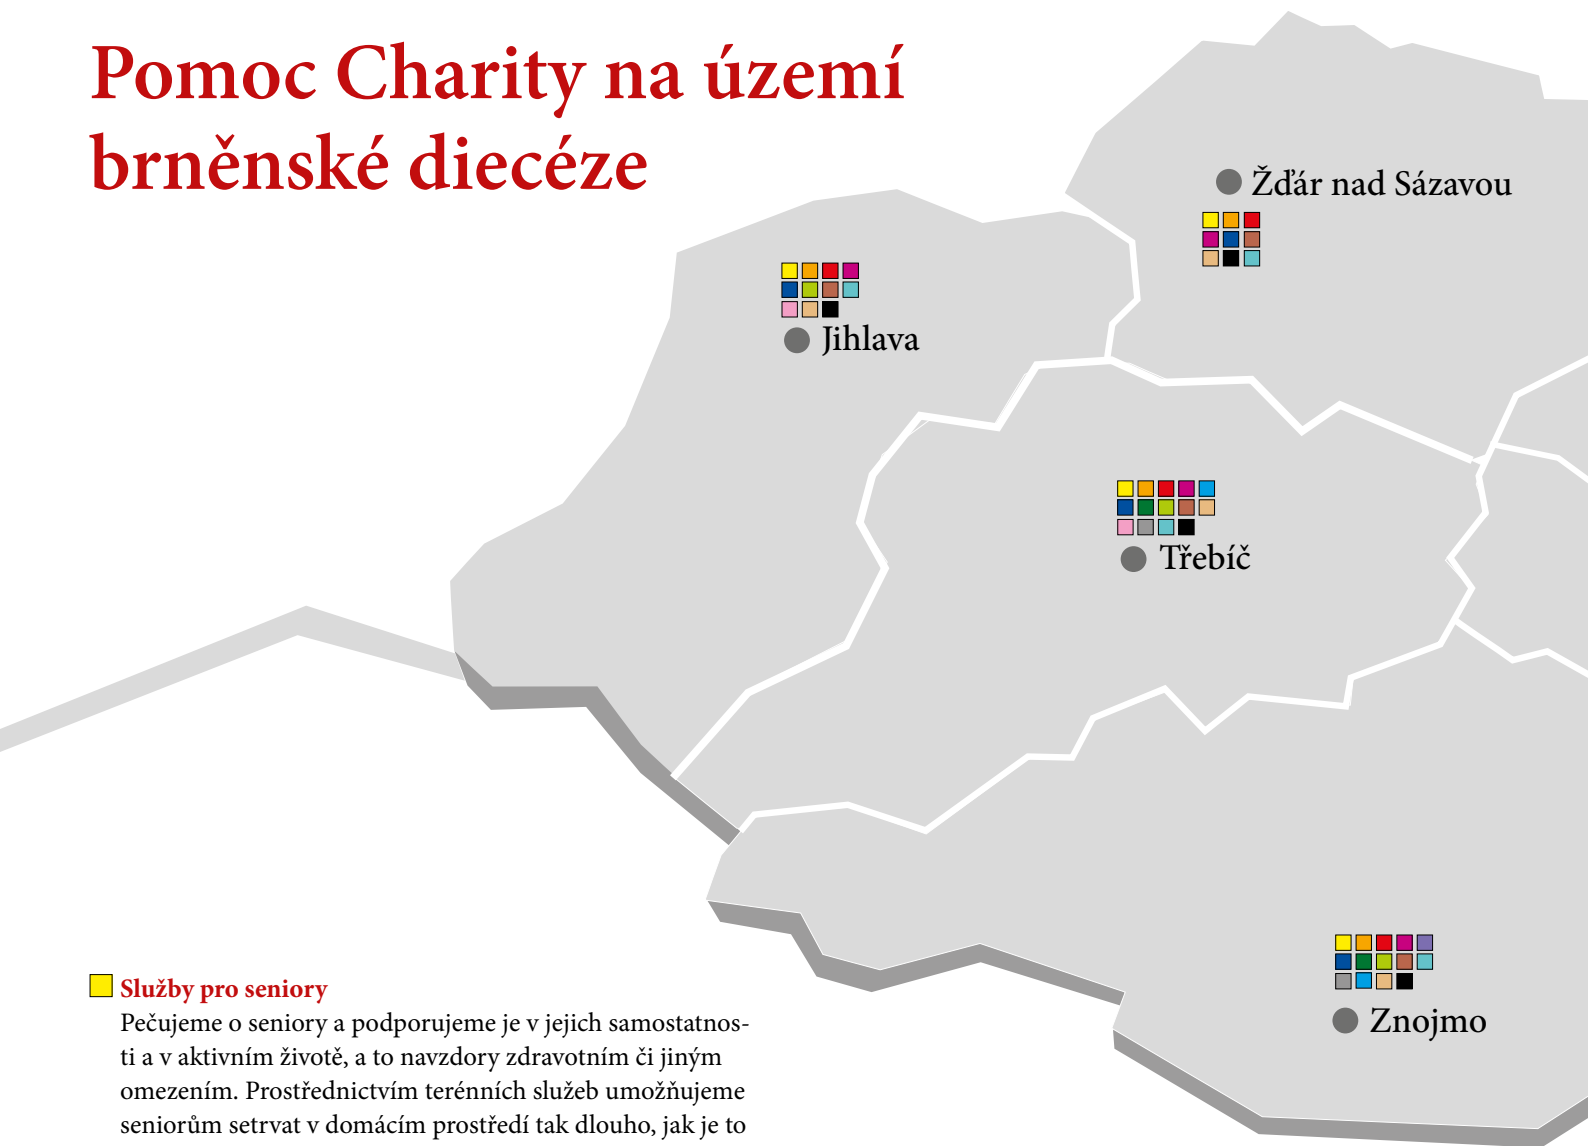 Pomoc Charity na území
brněnské diecéze
Žďár nad Sázavou
Jihlava
Třebíč
Znojmo
Služby pro seniory
Pečujeme o seniory a podporujeme je v jejich samostatnos-
ti a v aktivním životě, a to navzdory zdravotním či jiným
omezením. Prostřednictvím terénních služeb umožňujeme
seniorům setrvat v domácím prostředí tak dlouho, jak je to